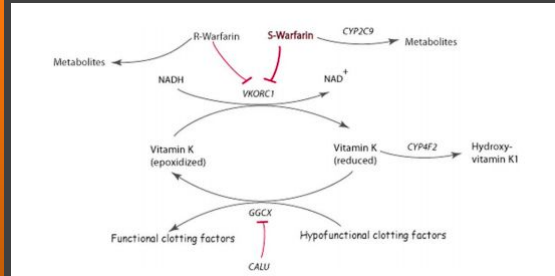 R-Warfarin
S-Warfarin
CYP2C9
Metabolites
Metabolites
NADH
NAD+
VKORC1
Vitamin K
(epoxidized)
Vitamin K
(reduced)
CYP4F2
Hydroxy-
vitamin K1
GGCX
Functional clotting factors
Hypofunctional clotting factors
CALU